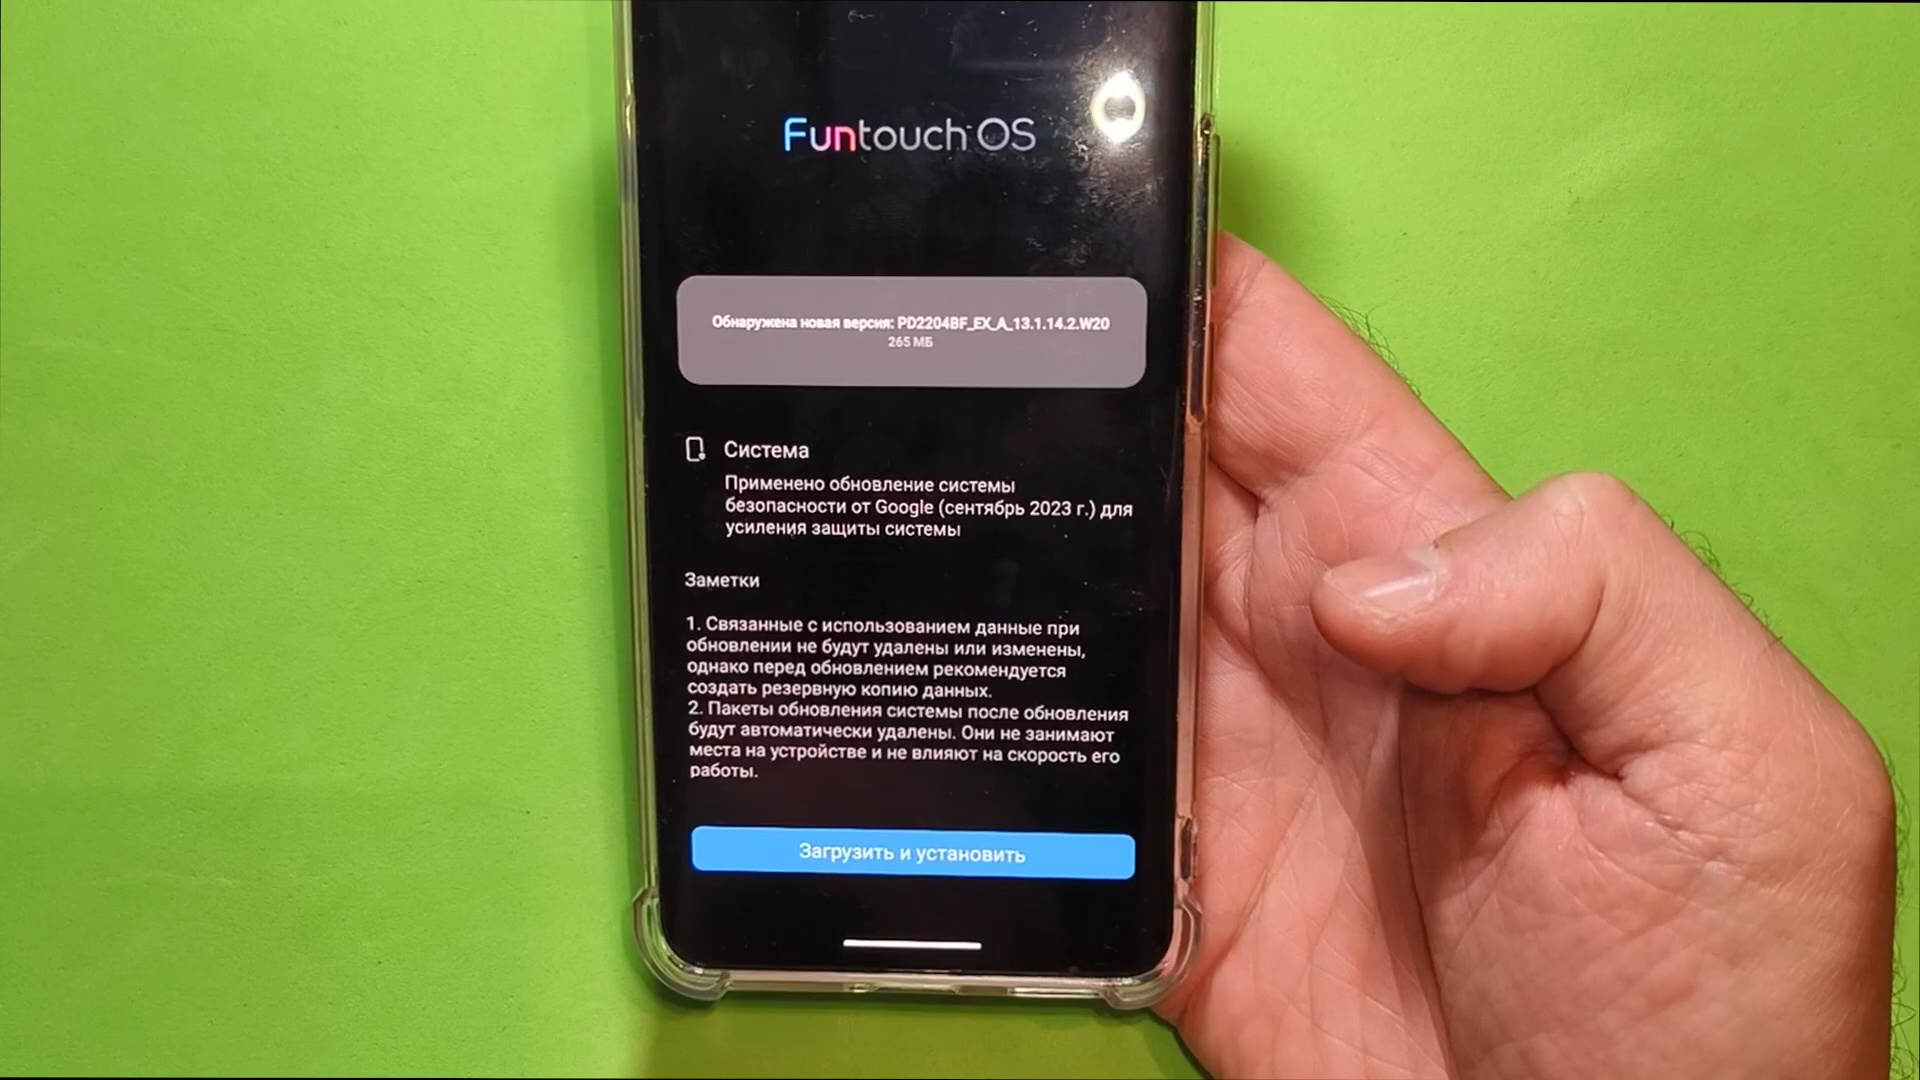 Funtouch OS
Обнаружена новая версия: PD2204BF_EX_A_13.1.14.2.W20
265 МБ
Система
Применено обновление системы
безопасности от Google (сентябрь 2023 г.) для
усиления защиты системы
Заметки
1. Связанные с использованием данные при
обновлении не будут удалены или изменены,
однако перед обновлением рекомендуется
создать резервную копию данных.
2. Пакеты обновления системы после обновления
будут автоматически удалены. Они не занимают
места на устройстве и не влияют на скорость его
работы.
Загрузить и установить